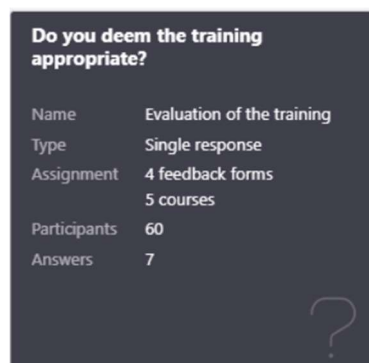 Do you deem the training
appropriate?
Name Evaluation of the training
Type Single response
Assignment 4 feedback forms
5 courses
Participants 60
Answers 7
?